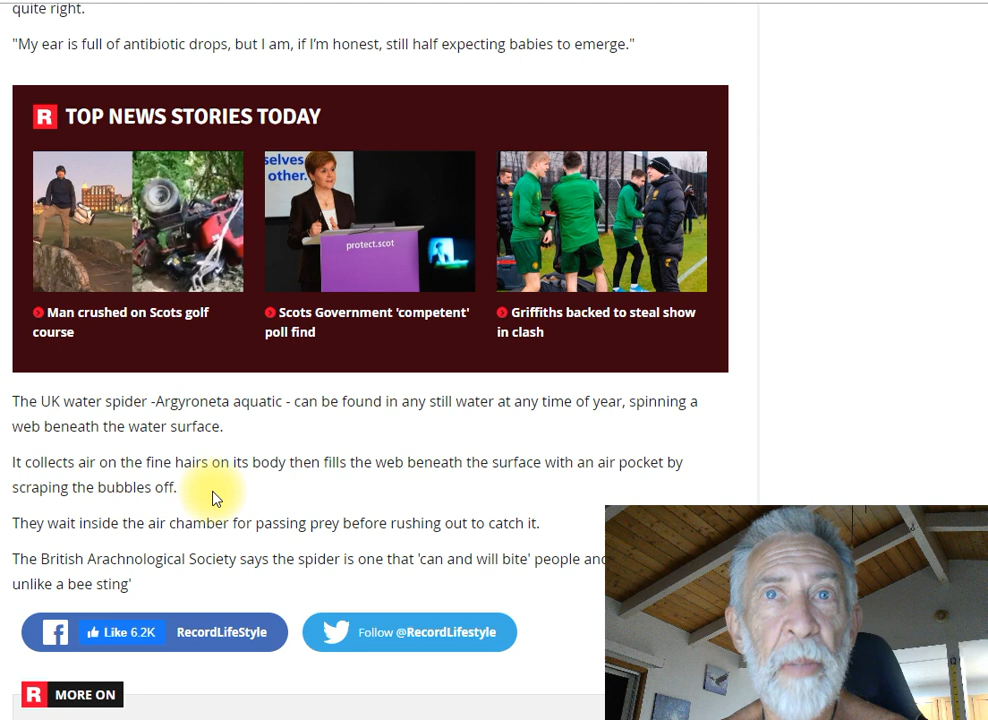 quite right.
"My ear is full of antibiotic drops, but I am, if I'm honest, still half expecting babies to emerge."
R TOP NEWS STORIES TODAY
selves
other.
protect.scot
Man crushed on Scots golf
course
Scots Government 'competent'
poll find
Griffiths backed to steal show
in clash
The UK water spider -Argyroneta aquatic - can be found in any still water at any time of year, spinning a
web beneath the water surface.
It collects air on the fine hairs on its body then fills the web beneath the surface with an air pocket by
scraping the bubbles off.
They wait inside the air chamber for passing prey before rushing out to catch it.
The British Arachnological Society says the spider is one that 'can and will bite' people and
unlike a bee sting'
Like 6.2K RecordLifeStyle
Follow @RecordLifestyle
R MORE ON